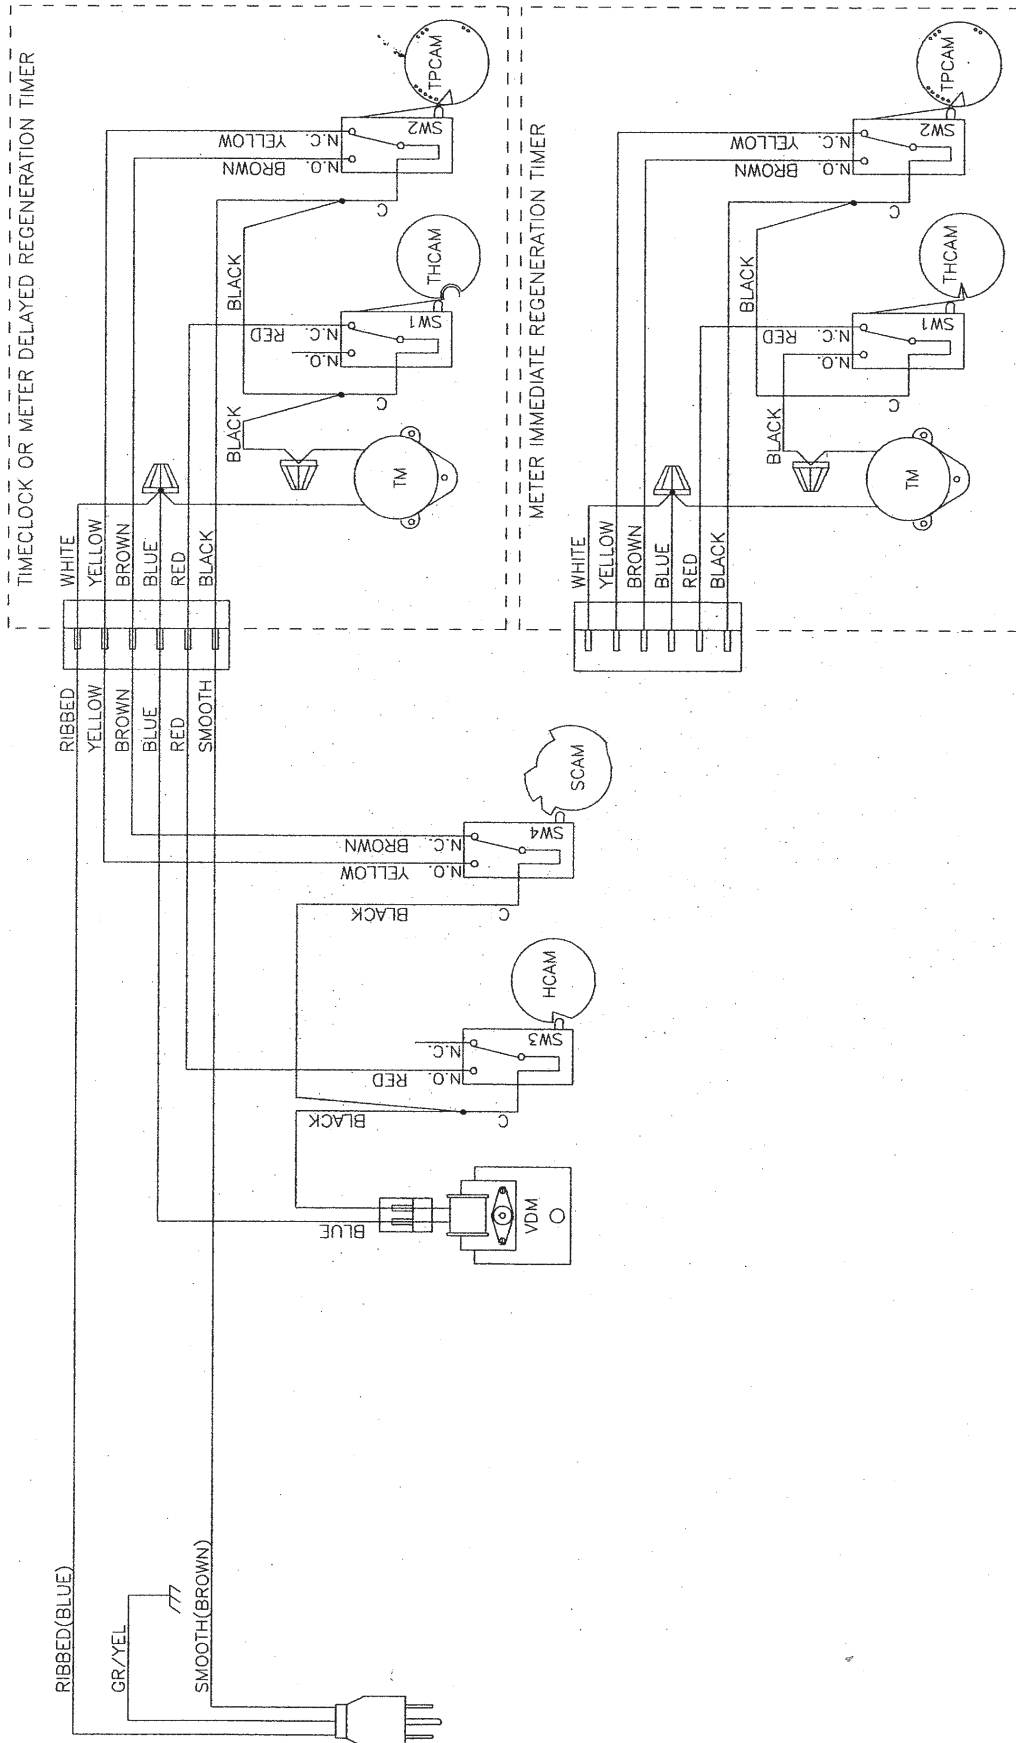 TIMECLOCK OR METER DELAYED REGENERATION TIMER
WHITE
YELLOW
BROWN
BLUE
RED
BLACK
BLACK
BLACK
TM
RED
N.C.
N.O.
SW1
C
THCAM
YELLOW
N.C.
BROWN
N.O.
SW2
C
TPCAM
METER IMMEDIATE REGENERATION TIMER
WHITE
YELLOW
BROWN
BLUE
RED
BLACK
BLACK
BLACK
TM
RED
N.C.
N.O.
SW1
C
THCAM
YELLOW
N.C.
BROWN
N.O.
SW2
C
TPCAM
RIBBED
YELLOW
BROWN
BLUE
RED
SMOOTH
BROWN
N.C.
YELLOW
N.O.
SW4
BLACK
C
SCAM
N.C.
RED
N.O.
SW3
BLACK
C
HCAM
BLUE
VDM
RIBBED(BLUE)
GR/YEL
SMOOTH(BROWN)